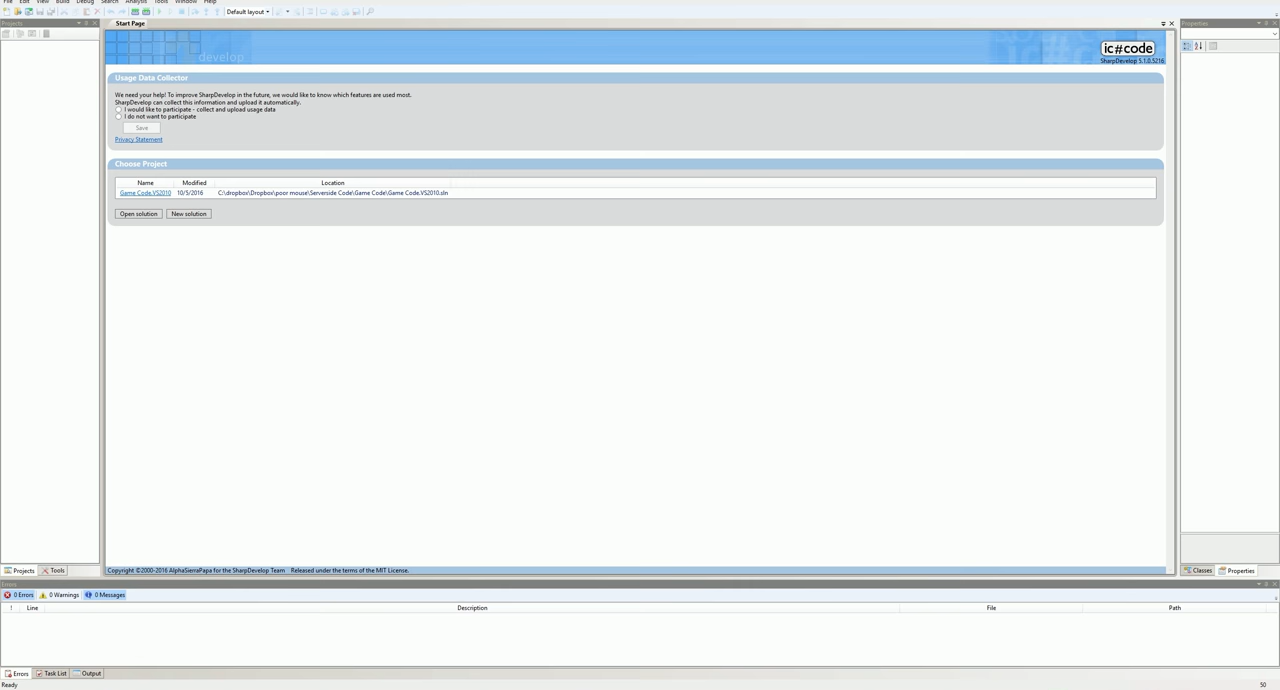 File Edit View Build Debug Search Analysis Tools Window Help
Default layout
Projects
Start Page
Properties
develop
ic#code
SharpDevelop 5.1.0.5216
Usage Data Collector
We need your help! To improve SharpDevelop in the future, we would like to know which features are used most.
SharpDevelop can collect this information and upload it automatically.
I would like to participate - collect and upload usage data
I do not want to participate
Save
Privacy Statement
Choose Project
Name Modified Location
Game Code.VS2010 10/5/2016 C:\dropbox\Dropbox\poor mouse\Serverside Code\Game Code\Game Code.VS2010.sln
Open solution New solution
Copyright ©2000-2016 AlphaSierraPapa for the SharpDevelop Team Released under the terms of the MIT License.
Projects Tools
Classes Properties
Errors
0 Errors 0 Warnings 0 Messages
! Line Description File Path
Errors Task List Output
Ready 50